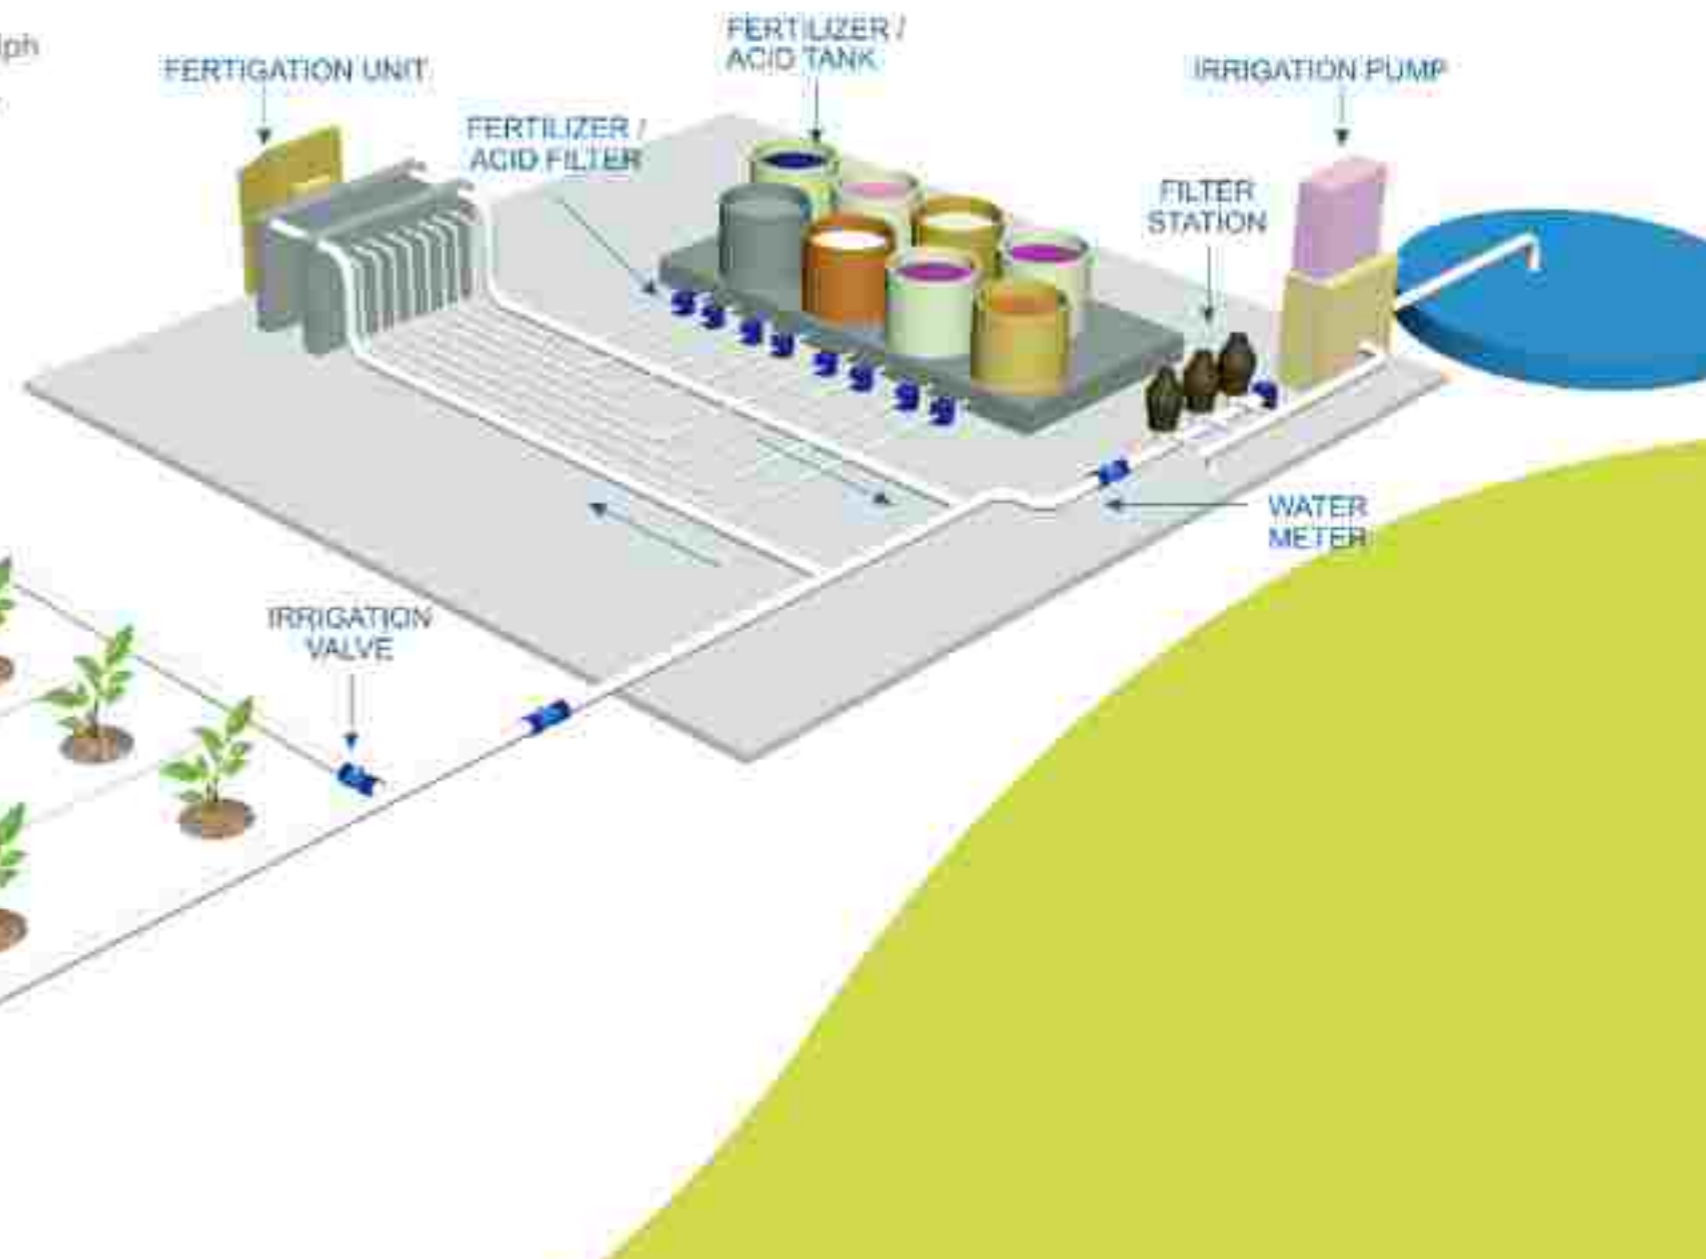 FERTIGATION UNIT
FERTILIZER /
ACID FILTER
FERTILIZER /
ACID TANK
IRRIGATION PUMP
FILTER
STATION
WATER
METER
IRRIGATION
VALVE